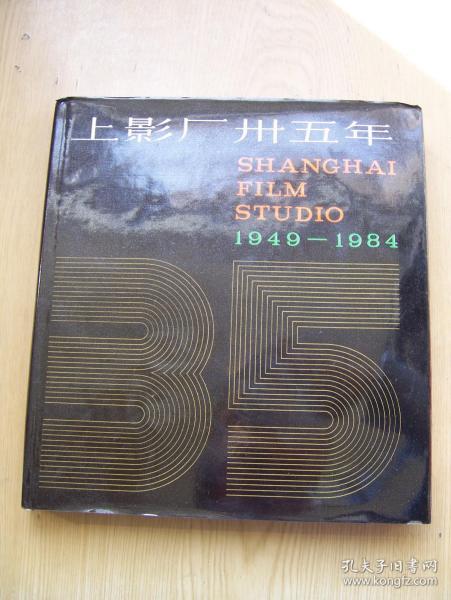 上影厂卅五年
SHANGHAI
FILM
STUDIO
1949—1984
35
孔夫子旧书网
www.kongfz.com